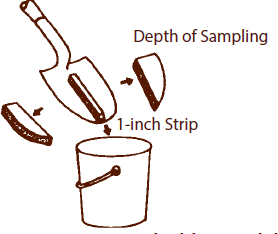 Depth of Sampling
1-inch Strip